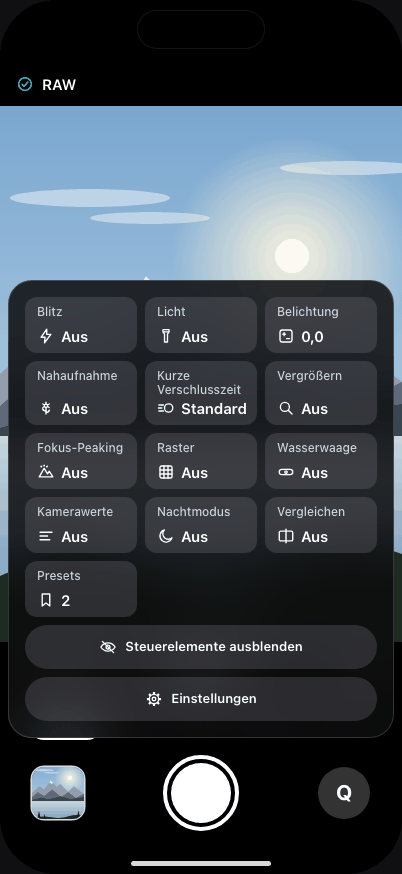 RAW
Blitz
Aus
Licht
Aus
Belichtung
0,0
Nahaufnahme
Aus
Kurze
Verschlusszeit
Standard
Vergrößern
Aus
Fokus-Peaking
Aus
Raster
Aus
Wasserwaage
Aus
Kamerawerte
Aus
Nachtmodus
Aus
Vergleichen
Aus
Presets
2
Steuerelemente ausblenden
Einstellungen
Q